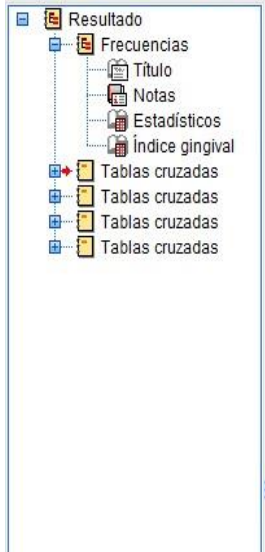 Resultado
Frecuencias
Título
Notas
Estadísticos
Índice gingival
Tablas cruzadas
Tablas cruzadas
Tablas cruzadas
Tablas cruzadas